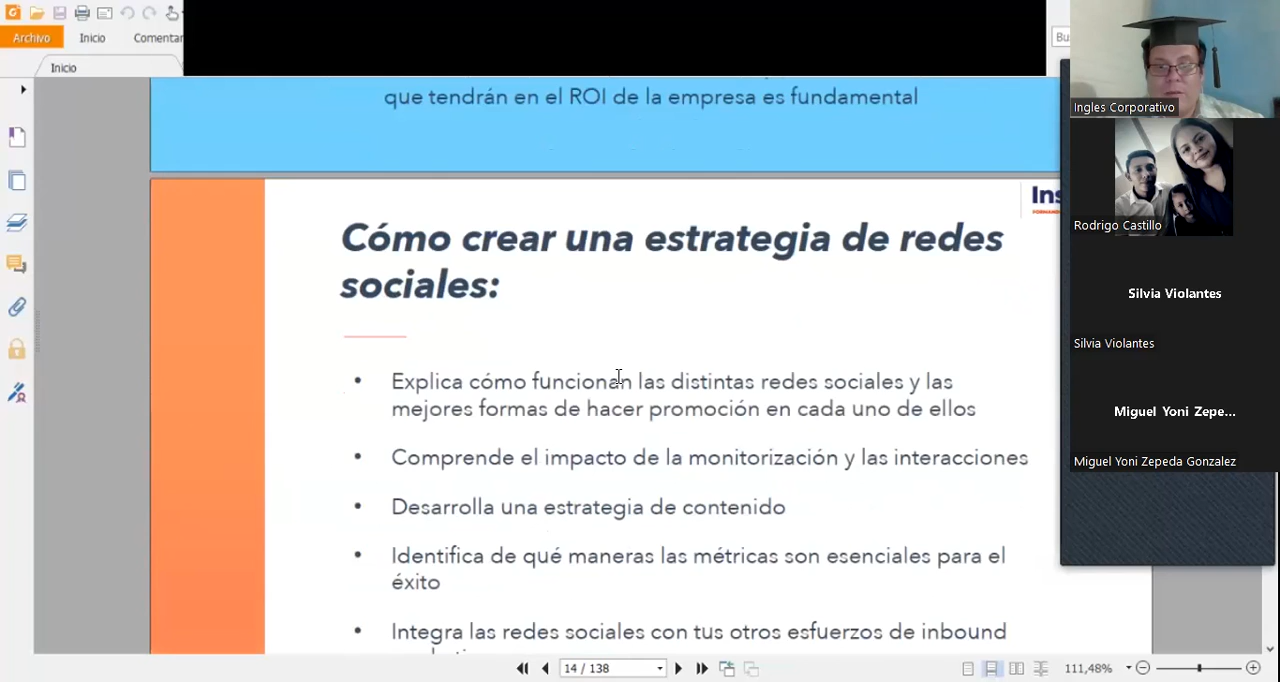 Archivo Inicio Comentar
Inicio
Bu
que tendrán en el ROI de la empresa es fundamental
Ins
Cómo crear una estrategia de redes
sociales:
• Explica cómo funcionan las distintas redes sociales y las
mejores formas de hacer promoción en cada uno de ellos
• Comprende el impacto de la monitorización y las interacciones
• Desarrolla una estrategia de contenido
• Identifica de qué maneras las métricas son esenciales para el
éxito
• Integra las redes sociales con tus otros esfuerzos de inbound
14 / 138
111,48%
Ingles Corporativo
Rodrigo Castillo
Silvia Violantes
Silvia Violantes
Miguel Yoni Zepe...
Miguel Yoni Zepeda Gonzalez